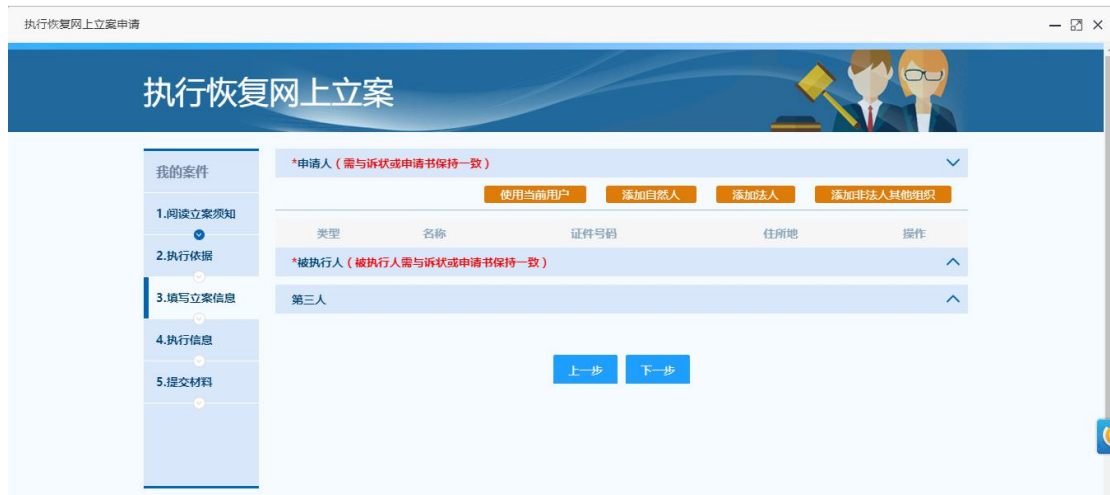 执行恢复网上立案申请
执行恢复网上立案
我的案件
1.阅读立案须知
2.执行依据
3.填写立案信息
4.执行信息
5.提交材料
*申请人（需与诉状或申请书保持一致）
使用当前用户 添加自然人 添加法人 添加非法人其他组织
类型 名称 证件号码 住所地 操作
*被执行人（被执行人需与诉状或申请书保持一致）
第三人
上一步 下一步